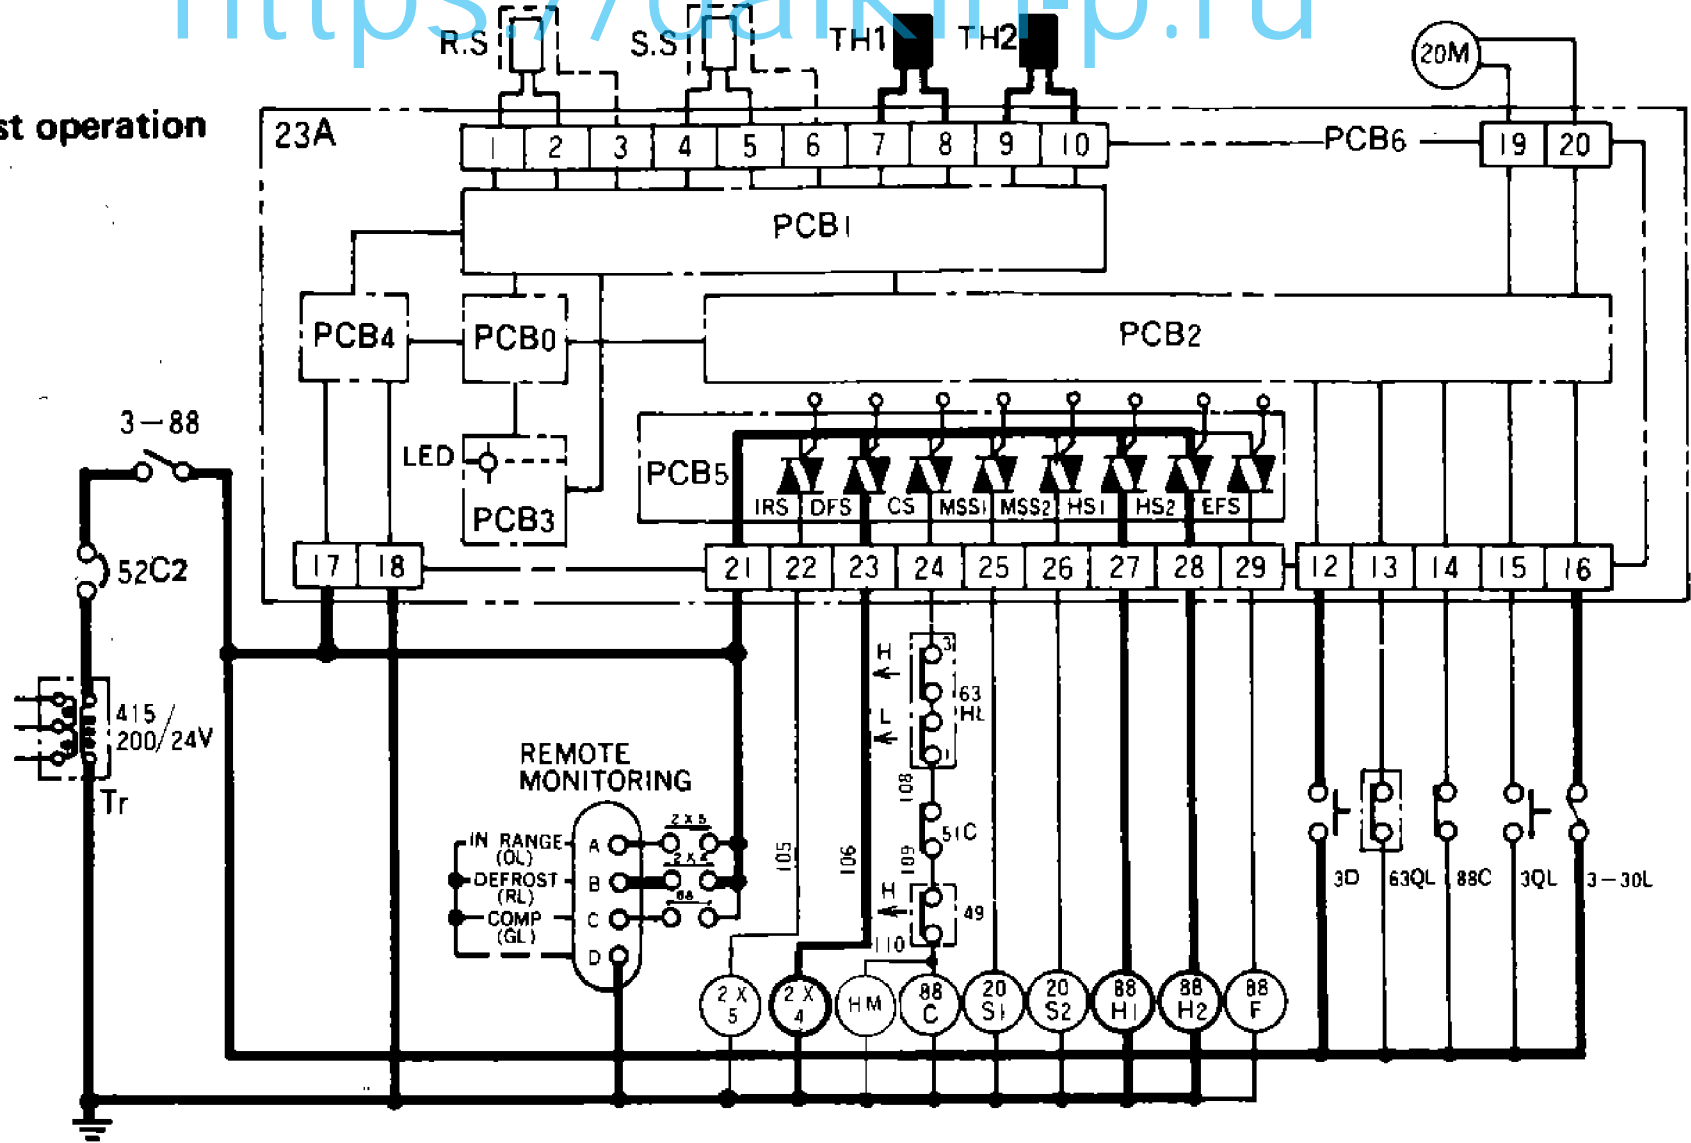 https://daikin-p.ru
R.S
S.S
TH1
TH2
20M
st operation
23A
1 2 3 4 5 6 7 8 9 10
PCB6
19 20
PCB1
PCB4
PCB0
PCB2
3-88
LED
PCB3
PCB5
IRS DFS CS MSS1 MSS2 HS1 HS2 EFS
52C2
17 18
21 22 23 24 25 26 27 28 29
12 13 14 15 16
H
3
63
HL
L
1
415/
200/24V
Tr
REMOTE
MONITORING
108
2X5
51C
IN RANGE
(OL)
A
105
106
109
2X4
DEFROST
(RL)
B
3D
63QL
88C
3QL
3-30L
88
H
49
COMP
(GL)
C
110
D
2X
5
2X
4
HM
88
C
20
S1
20
S2
88
H1
88
H2
88
F